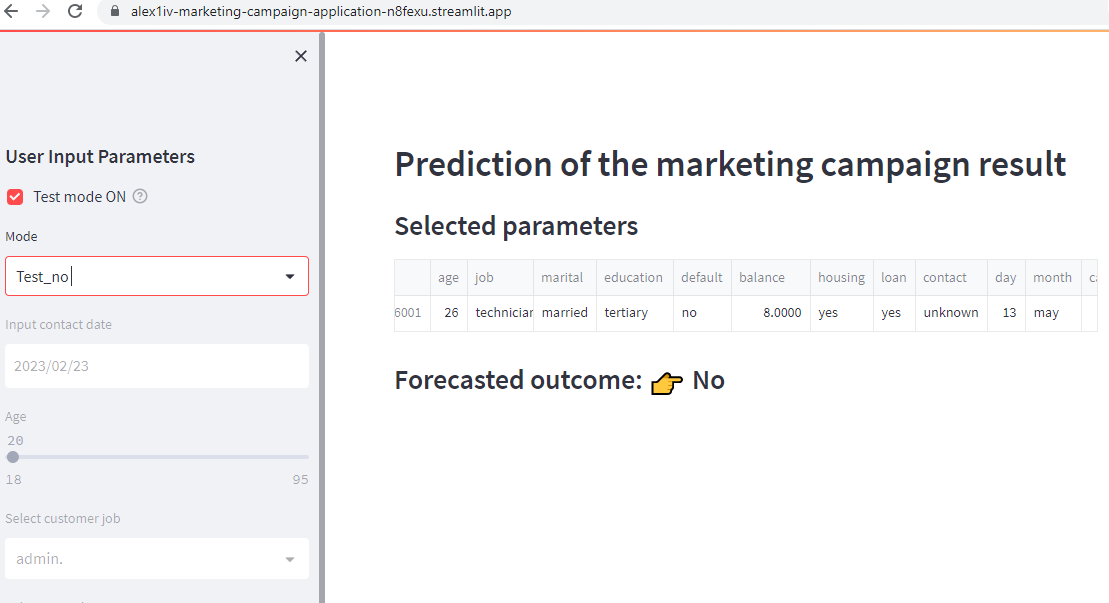 alex1iv-marketing-campaign-application-n8fexu.streamlit.app
User Input Parameters
Test mode ON
Mode
Test_no
Input contact date
2023/02/23
Age
20
18 95
Select customer job
admin.
Prediction of the marketing campaign result
Selected parameters
age job marital education default balance housing loan contact day month
6001 26 technician married tertiary no 8.0000 yes yes unknown 13 may
Forecasted outcome: 👉 No